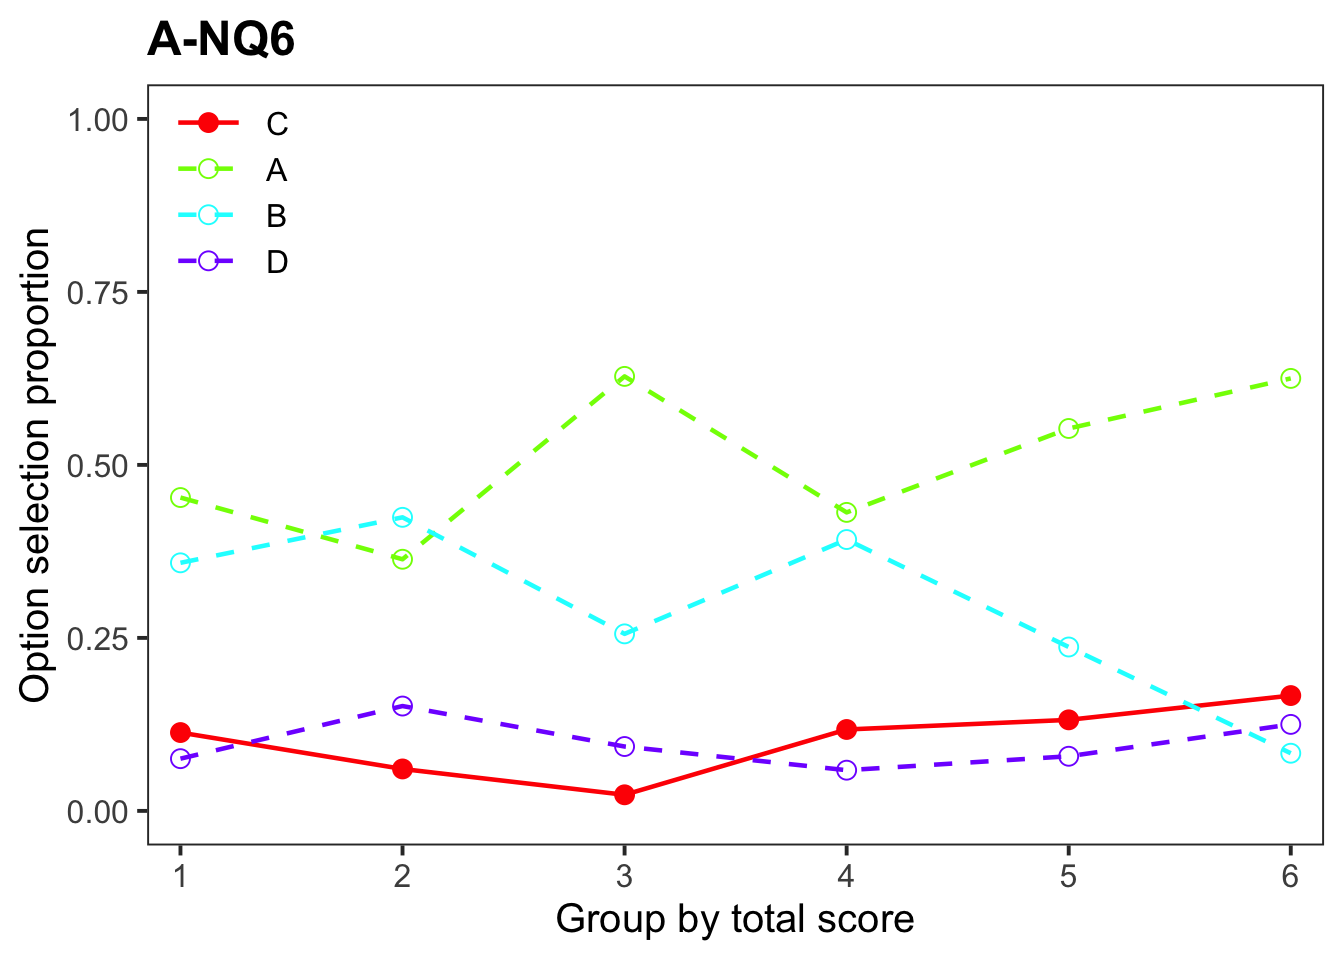 A-NQ6
Option selection proportion
1.00
0.75
0.50
0.25
0.00
C
A
B
D
1 2 3 4 5 6
Group by total score